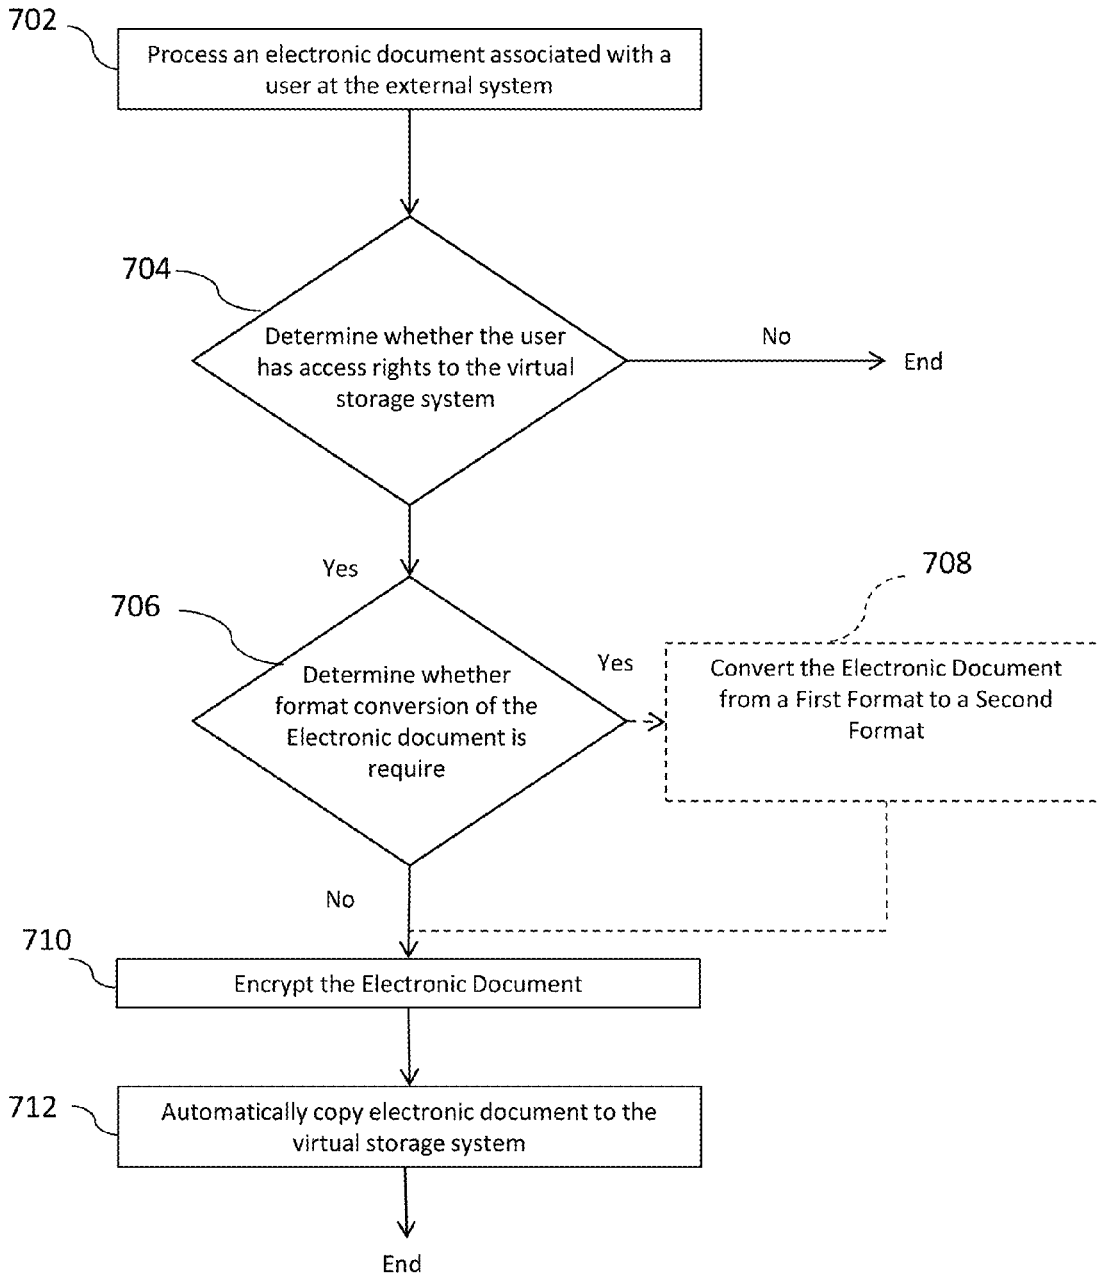 702
Process an electronic document associated with a
user at the external system
704
Determine whether the user
has access rights to the virtual
storage system
No
End
Yes
706
Determine whether
format conversion of the
Electronic document is
require
Yes
708
Convert the Electronic Document
from a First Format to a Second
Format
No
710
Encrypt the Electronic Document
712
Automatically copy electronic document to the
virtual storage system
End